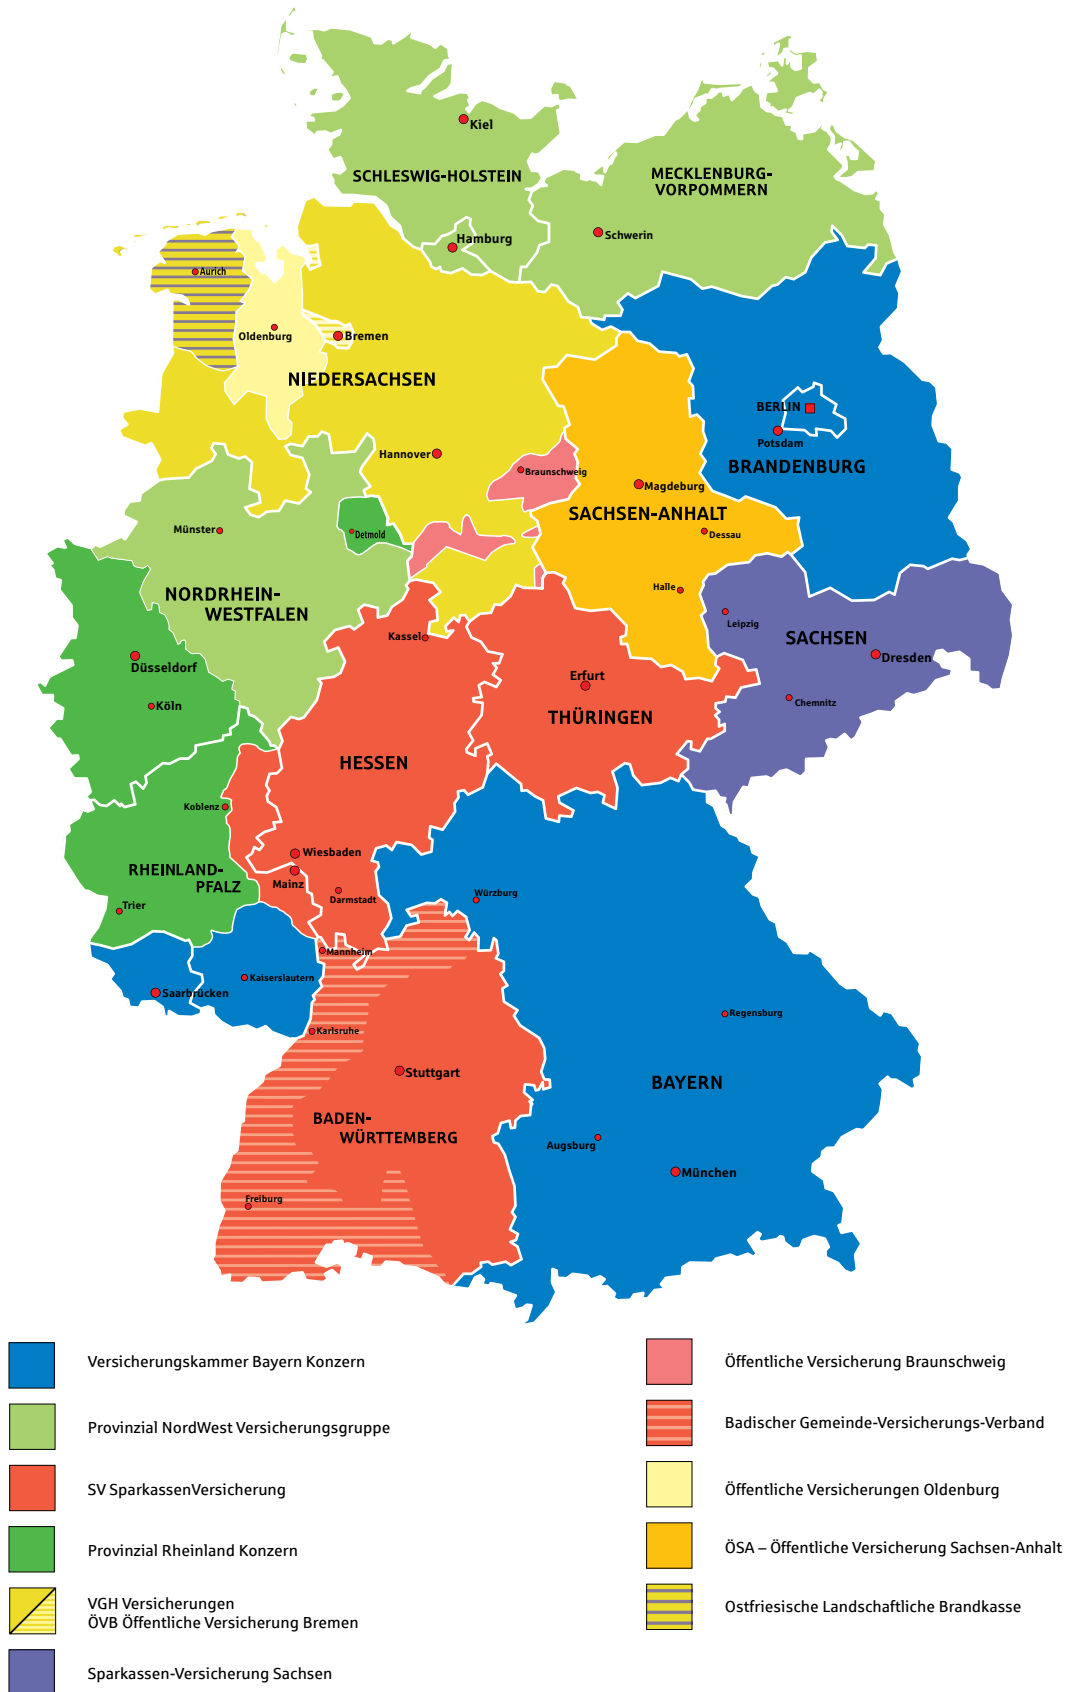 Kiel
SCHLESWIG-HOLSTEIN
MECKLENBURG-
VORPOMMERN
Hamburg
Schwerin
Aurich
Oldenburg
Bremen
NIEDERSACHSEN
BERLIN
Potsdam
BRANDENBURG
Hannover
Braunschweig
Magdeburg
SACHSEN-ANHALT
Münster
Detmold
Dessau
NORDRHEIN-
WESTFALEN
Halle
Leipzig
SACHSEN
Kassel
Düsseldorf
Dresden
Erfurt
Köln
Chemnitz
THÜRINGEN
HESSEN
Koblenz
Wiesbaden
RHEINLAND-
PFALZ
Mainz
Darmstadt
Würzburg
Trier
Mannheim
Kaiserslautern
Saarbrücken
Regensburg
Karlsruhe
Stuttgart
BAYERN
BADEN-
WÜRTTEMBERG
Augsburg
München
Freiburg
Versicherungskammer Bayern Konzern
Provinzial NordWest Versicherungsgruppe
SV SparkassenVersicherung
Provinzial Rheinland Konzern
VGH Versicherungen
ÖVB Öffentliche Versicherung Bremen
Sparkassen-Versicherung Sachsen
Öffentliche Versicherung Braunschweig
Badischer Gemeinde-Versicherungs-Verband
Öffentliche Versicherungen Oldenburg
ÖSA – Öffentliche Versicherung Sachsen-Anhalt
Ostfriesische Landschaftliche Brandkasse